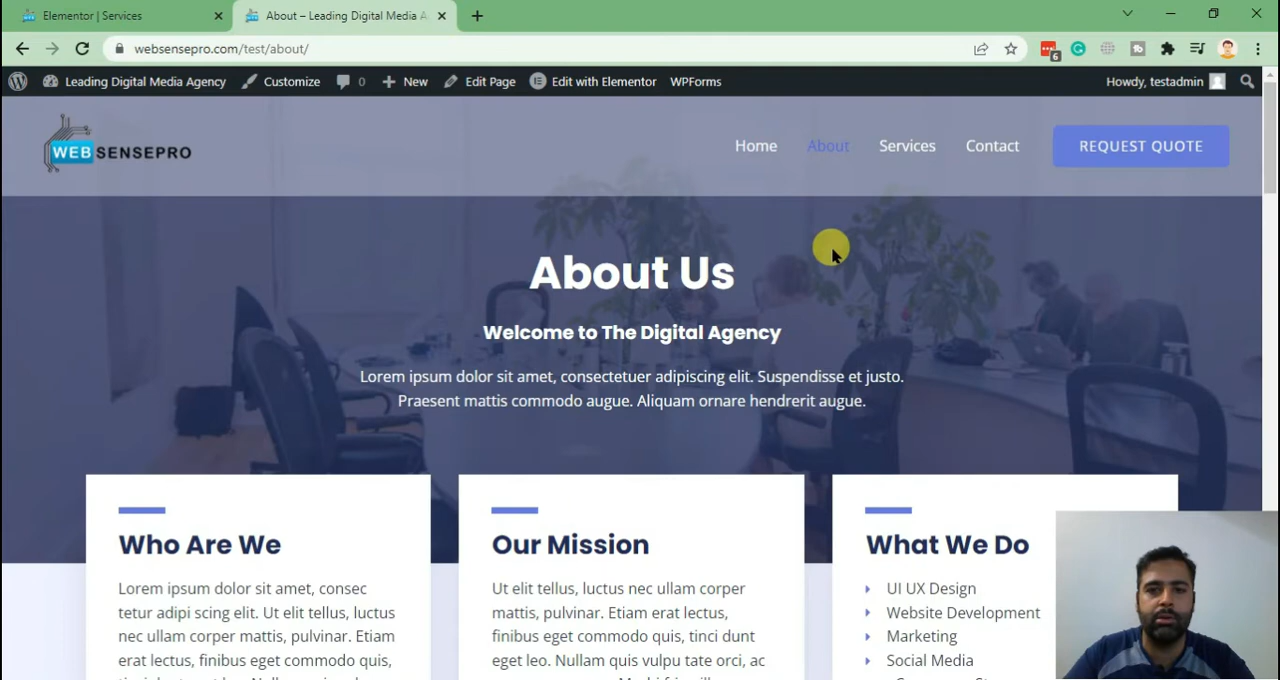 Elementor | Services
About – Leading Digital Media A
websensepro.com/test/about/
6
Leading Digital Media Agency
Customize
0
New
Edit Page
Edit with Elementor
WPForms
Howdy, testadmin
WEBSENSEPRO
Home
About
Services
Contact
REQUEST QUOTE
About Us
Welcome to The Digital Agency
Lorem ipsum dolor sit amet, consectetuer adipiscing elit. Suspendisse et justo.
Praesent mattis commodo augue. Aliquam ornare hendrerit augue.
Who Are We
Lorem ipsum dolor sit amet, consec
tetur adipi scing elit. Ut elit tellus, luctus
nec ullam corper mattis, pulvinar. Etiam
erat lectus, finibus eget commodo quis,
Our Mission
Ut elit tellus, luctus nec ullam corper
mattis, pulvinar. Etiam erat lectus,
finibus eget commodo quis, tinci dunt
eget leo. Nullam quis vulpu tate orci, ac
What We Do
UI UX Design
Website Development
Marketing
Social Media